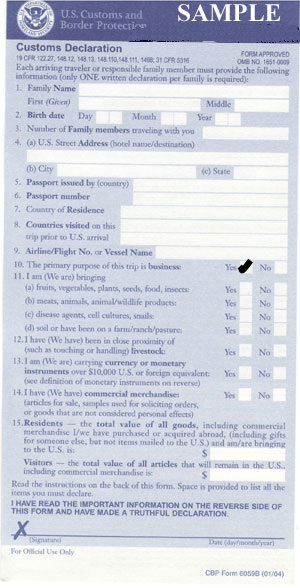 SAMPLE
U.S. Customs and
Border Protection
Customs Declaration
19 CFR 122.27, 148.12, 148.13, 148.110,148.111, 1498; 31 CFR 5316
FORM APPROVED
OMB NO. 1651-0009
Each arriving traveler or responsible family member must provide the following
information (only ONE written declaration per family is required):
1. Family Name
First (Given) Middle
2. Birth date Day Month Year
3. Number of Family members traveling with you
4. (a) U.S. Street Address (hotel name/destination)
(b) City (c) State
5. Passport issued by (country)
6. Passport number
7. Country of Residence
8. Countries visited on this
trip prior to U.S. arrival
9. Airline/Flight No. or Vessel Name
10. The primary purpose of this trip is business: Yes No
11. I am (We are) bringing
(a) fruits, vegetables, plants, seeds, food, insects: Yes No
(b) meats, animals, animal/wildlife products: Yes No
(c) disease agents, cell cultures, snails: Yes No
(d) soil or have been on a farm/ranch/pasture: Yes No
12. I have (We have) been in close proximity of
(such as touching or handling) livestock: Yes No
13. I am (We are) carrying currency or monetary
instruments over $10,000 U.S. or foreign equivalent: Yes No
(see definition of monetary instruments on reverse)
14. I have (We have) commercial merchandise: Yes No
(articles for sale, samples used for soliciting orders,
or goods that are not considered personal effects)
15. Residents — the total value of all goods, including commercial
merchandise I/we have purchased or acquired abroad, (including gifts
for someone else, but not items mailed to the U.S.) and am/are bringing
to the U.S. is: $
Visitors — the total value of all articles that will remain in the U.S.,
including commercial merchandise is: $
Read the instructions on the back of this form. Space is provided to list all the
items you must declare.
I HAVE READ THE IMPORTANT INFORMATION ON THE REVERSE SIDE OF
THIS FORM AND HAVE MADE A TRUTHFUL DECLARATION.
X
(Signature) Date (day/month/year)
For Official Use Only
CBP Form 6059B (01/04)